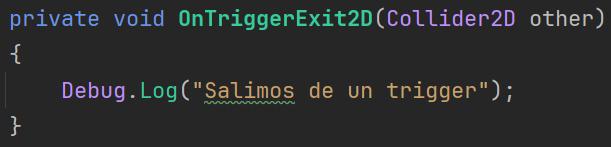 private void OnTriggerExit2D(Collider2D other)
{
    Debug.Log("Salimos de un trigger");
}